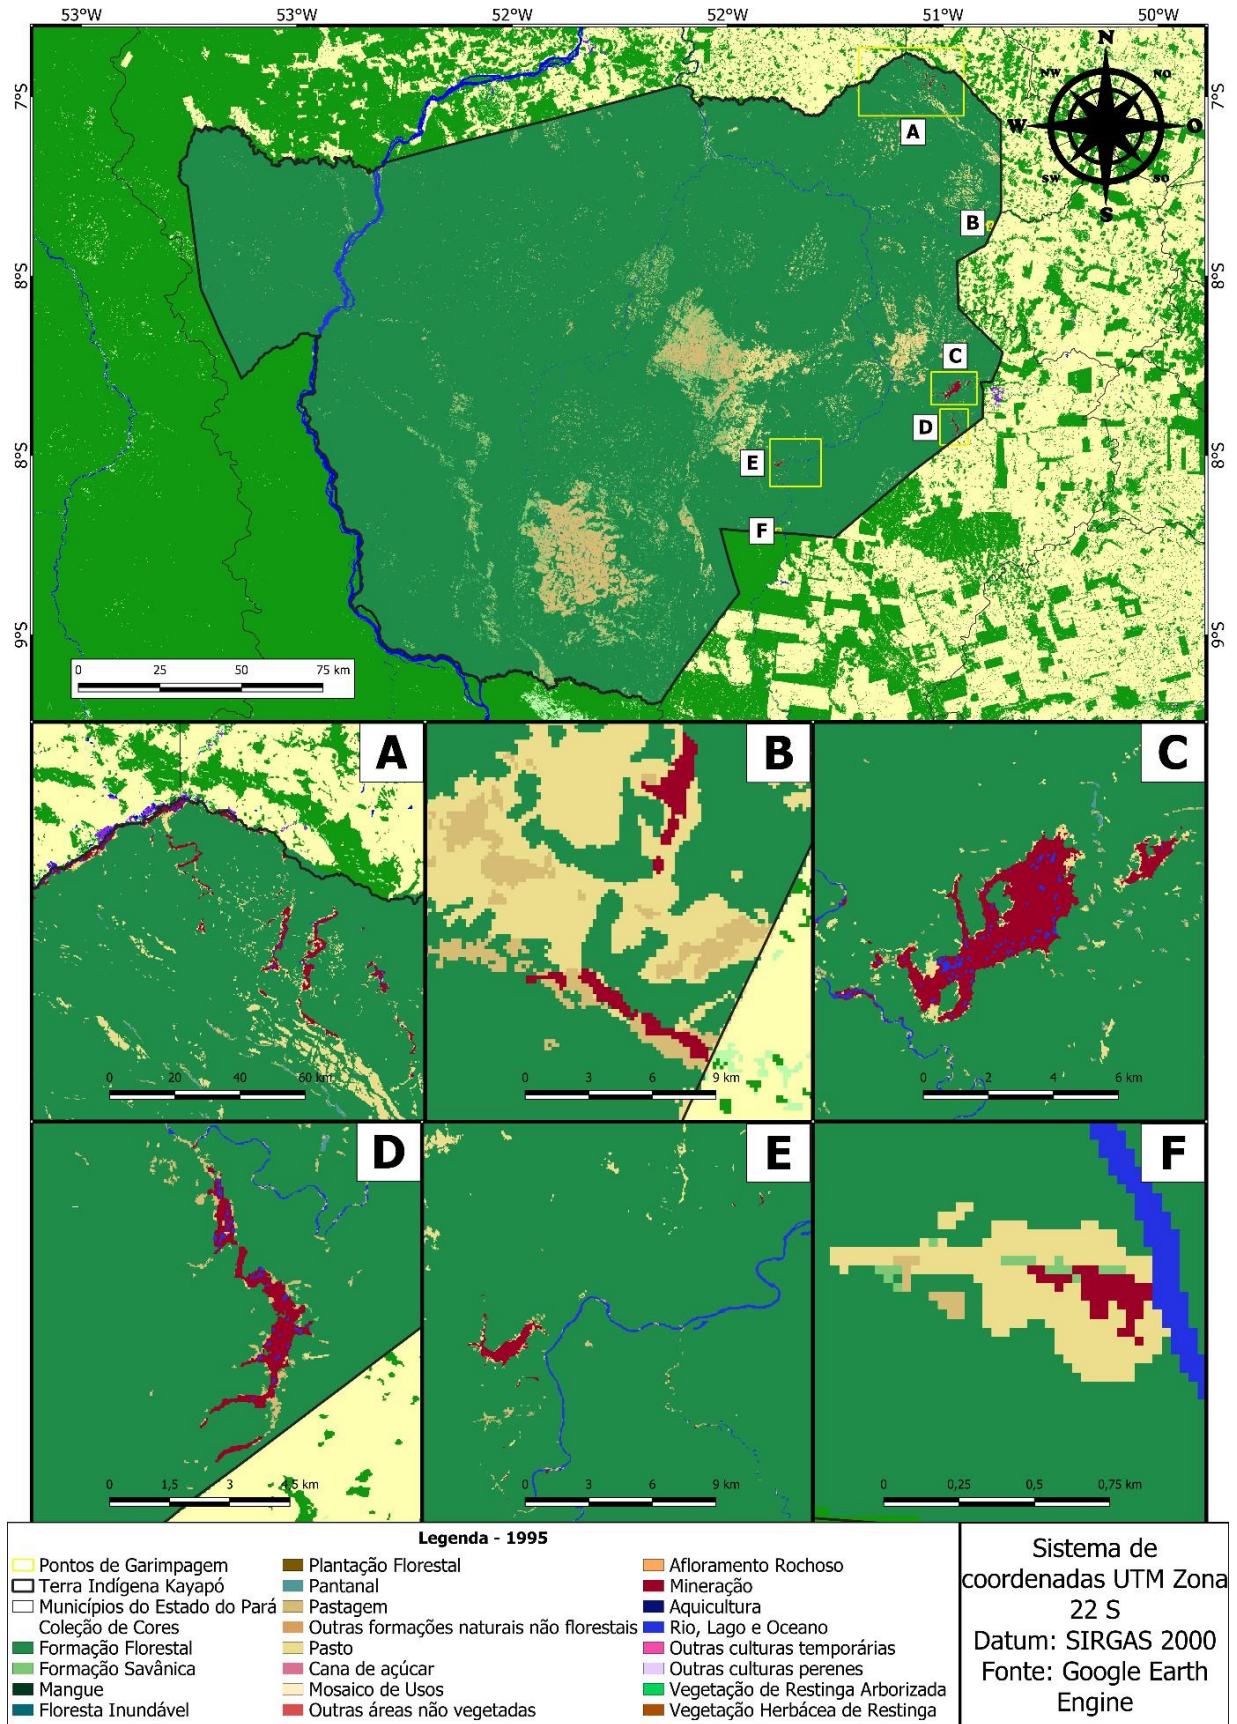 53°W 53°W 52°W 52°W 51°W 50°W
N
NW NO
W O
SW SO
S
7°S 7°S
8°S 8°S
8°S 8°S
9°S 9°S
A
B
C
D
E
F
0 25 50 75 km
A
0 20 40 60 km
B
0 3 6 9 km
C
0 2 4 6 km
D
0 1,5 3 4,5 km
E
0 3 6 9 km
F
0 0,25 0,5 0,75 km
Legenda - 1995
Pontos de Garimpagem
Terra Indígena Kayapó
Municípios do Estado do Pará
Coleção de Cores
Formação Florestal
Formação Savânica
Mangue
Floresta Inundável
Plantação Florestal
Pantanal
Pastagem
Outras formações naturais não florestais
Pasto
Cana de açúcar
Mosaico de Usos
Outras áreas não vegetadas
Afloramento Rochoso
Mineração
Aquicultura
Rio, Lago e Oceano
Outras culturas temporárias
Outras culturas perenes
Vegetação de Restinga Arborizada
Vegetação Herbácea de Restinga
Sistema de
coordenadas UTM Zona
22 S
Datum: SIRGAS 2000
Fonte: Google Earth
Engine